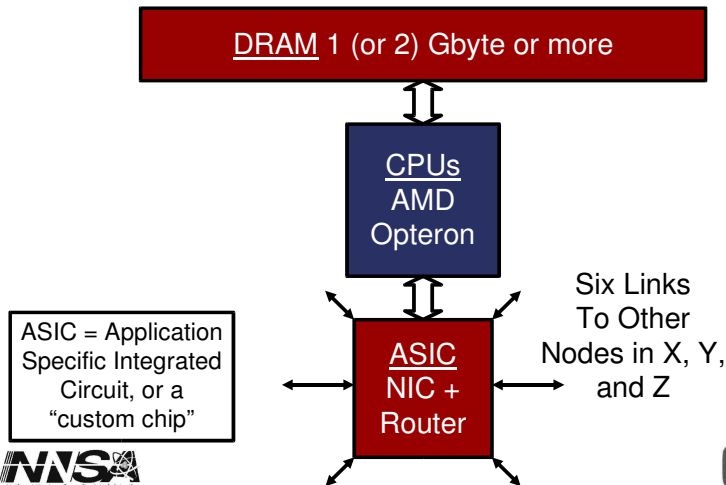 DRAM 1 (or 2) Gbyte or more
CPUs
AMD
Opteron
Six Links
To Other
Nodes in X, Y,
and Z
ASIC = Application
Specific Integrated
Circuit, or a
“custom chip”
ASIC
NIC +
Router
NNSA